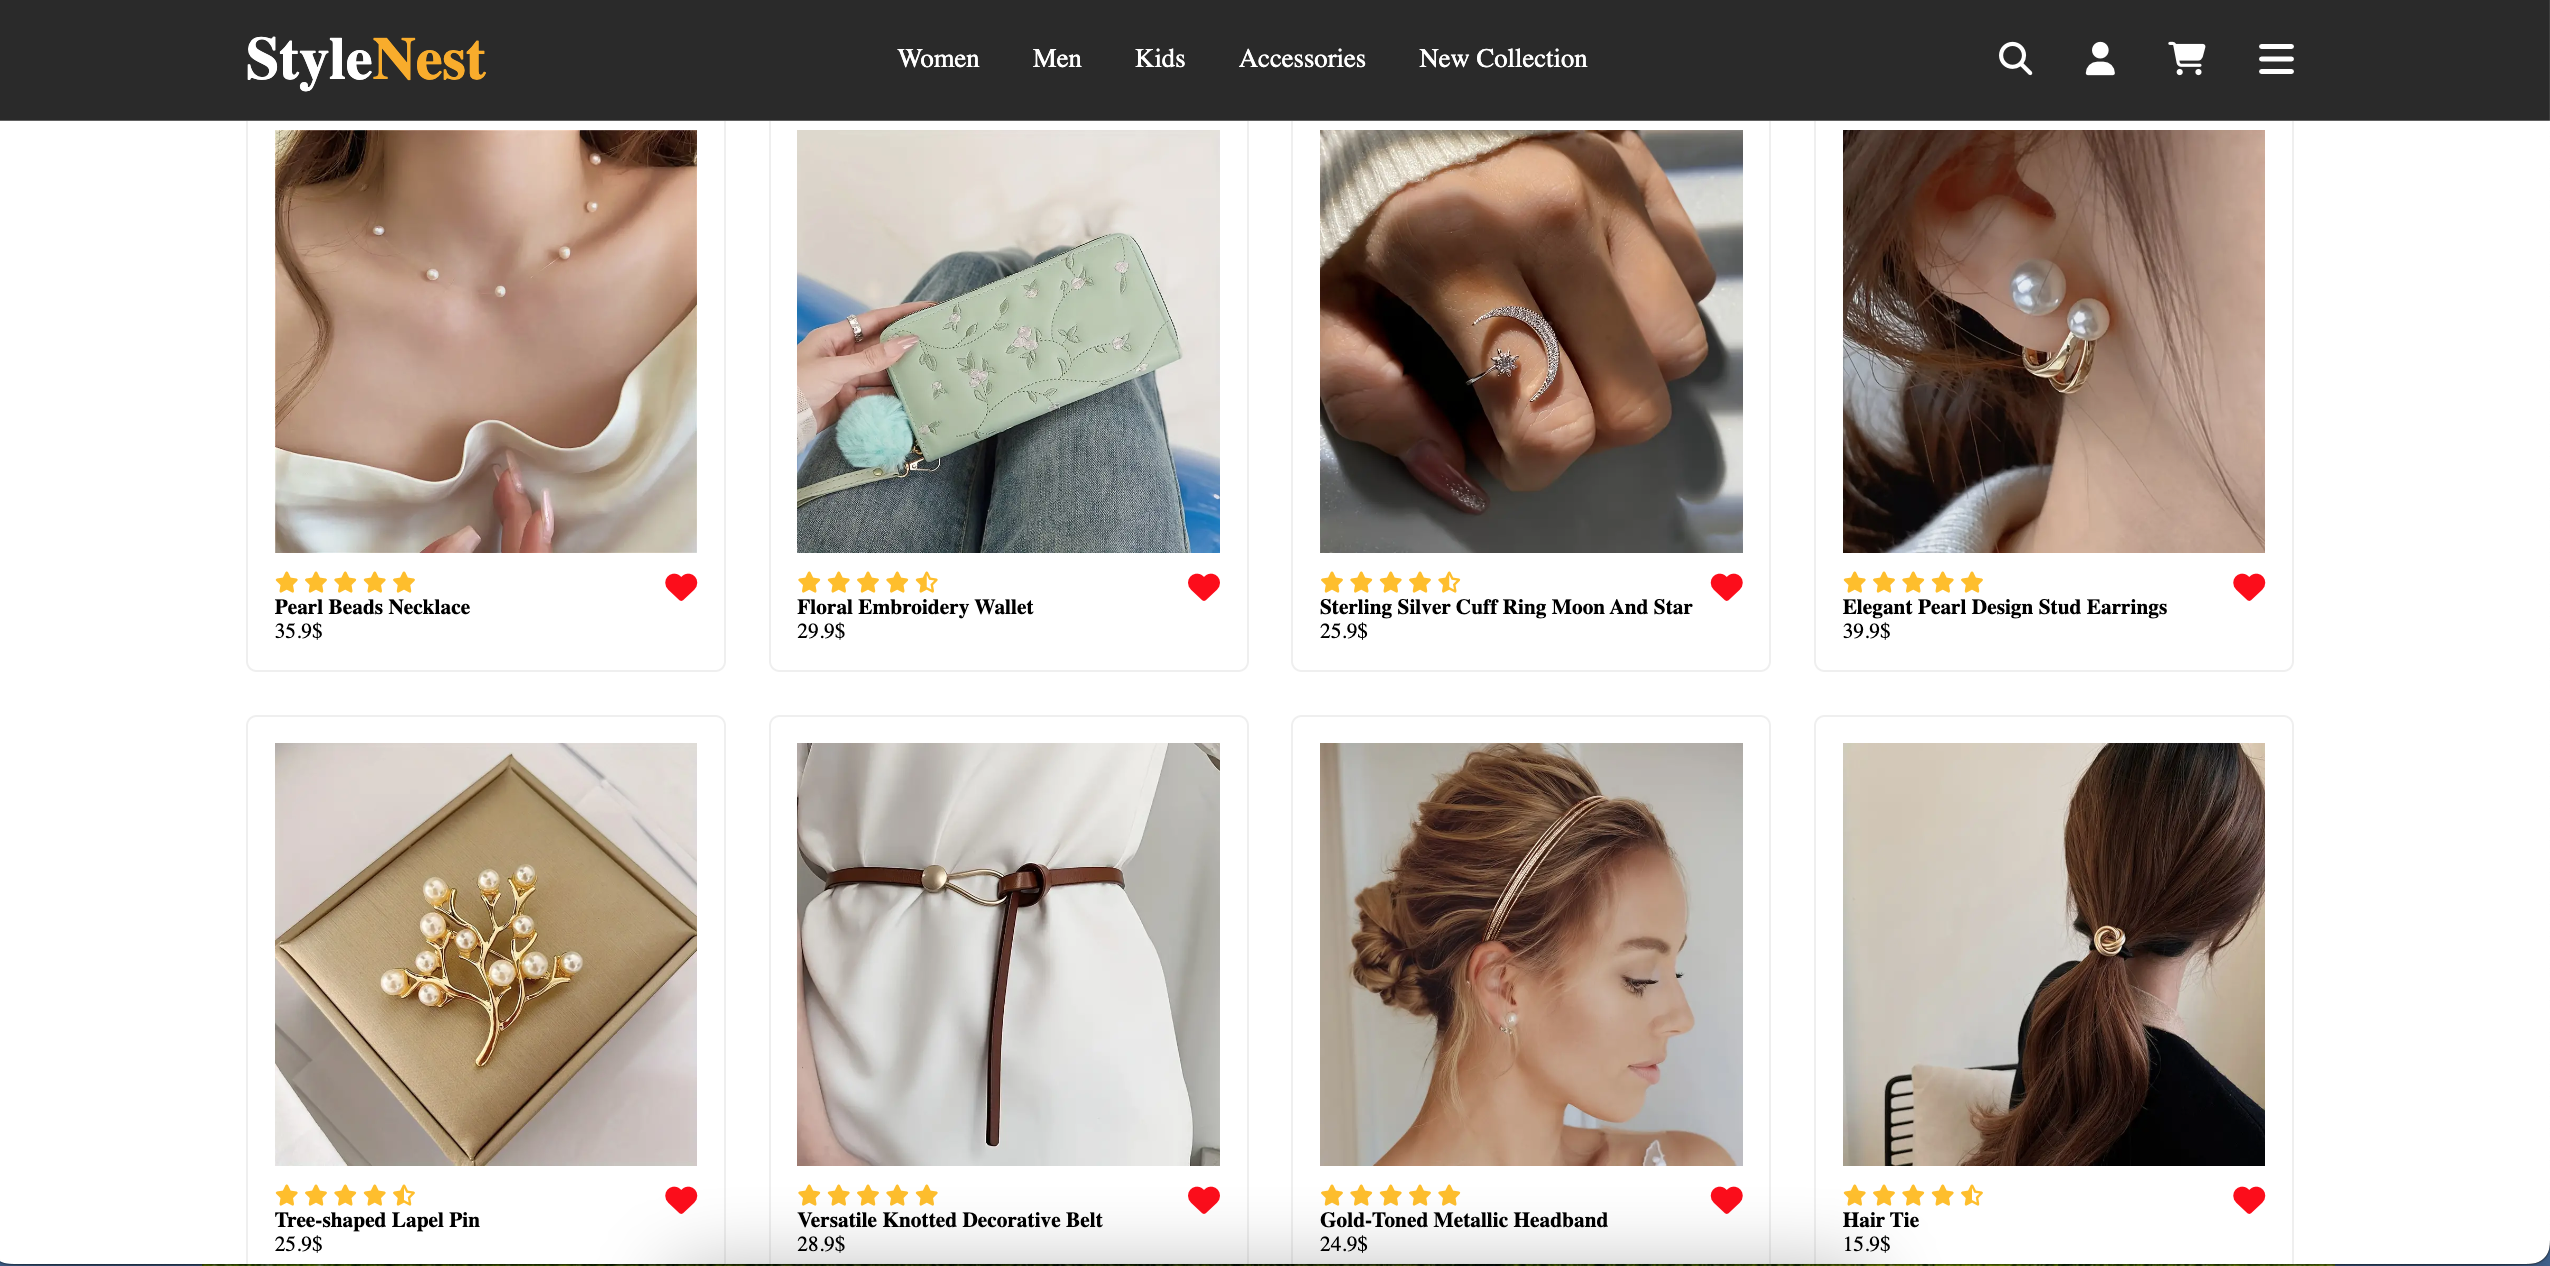 StyleNest
Women Men Kids Accessories New Collection
Pearl Beads Necklace
35.9$
Floral Embroidery Wallet
29.9$
Sterling Silver Cuff Ring Moon And Star
25.9$
Elegant Pearl Design Stud Earrings
39.9$
Tree-shaped Lapel Pin
25.9$
Versatile Knotted Decorative Belt
28.9$
Gold-Toned Metallic Headband
24.9$
Hair Tie
15.9$